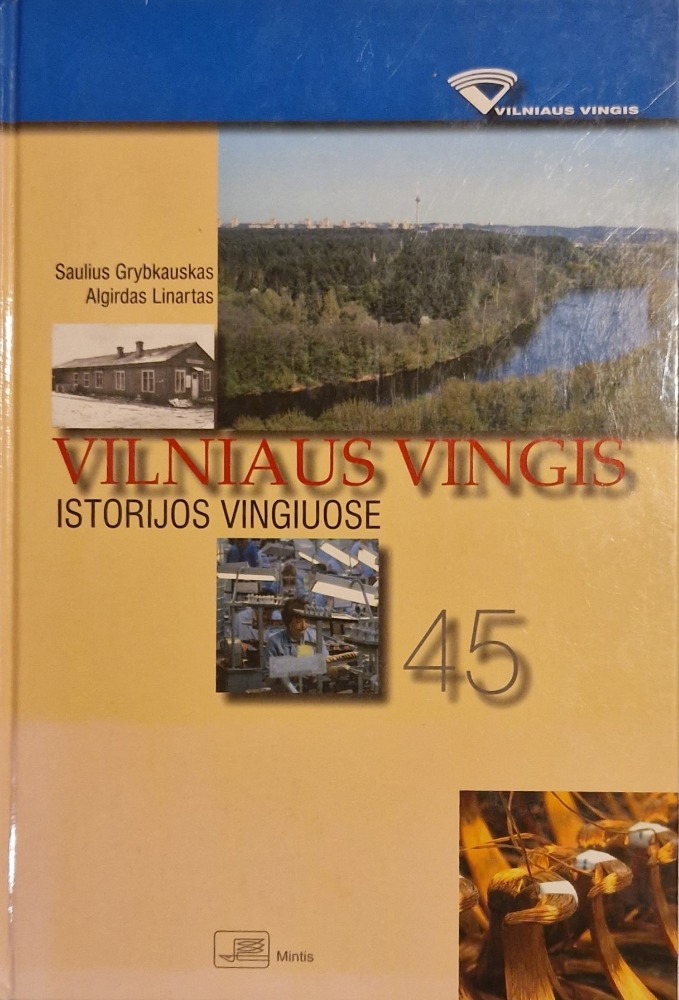 VILNIAUS VINGIS
Saulius Grybkauskas
Algirdas Linartas
VILNIAUS VINGIS
ISTORIJOS VINGIUOSE
45
Mintis